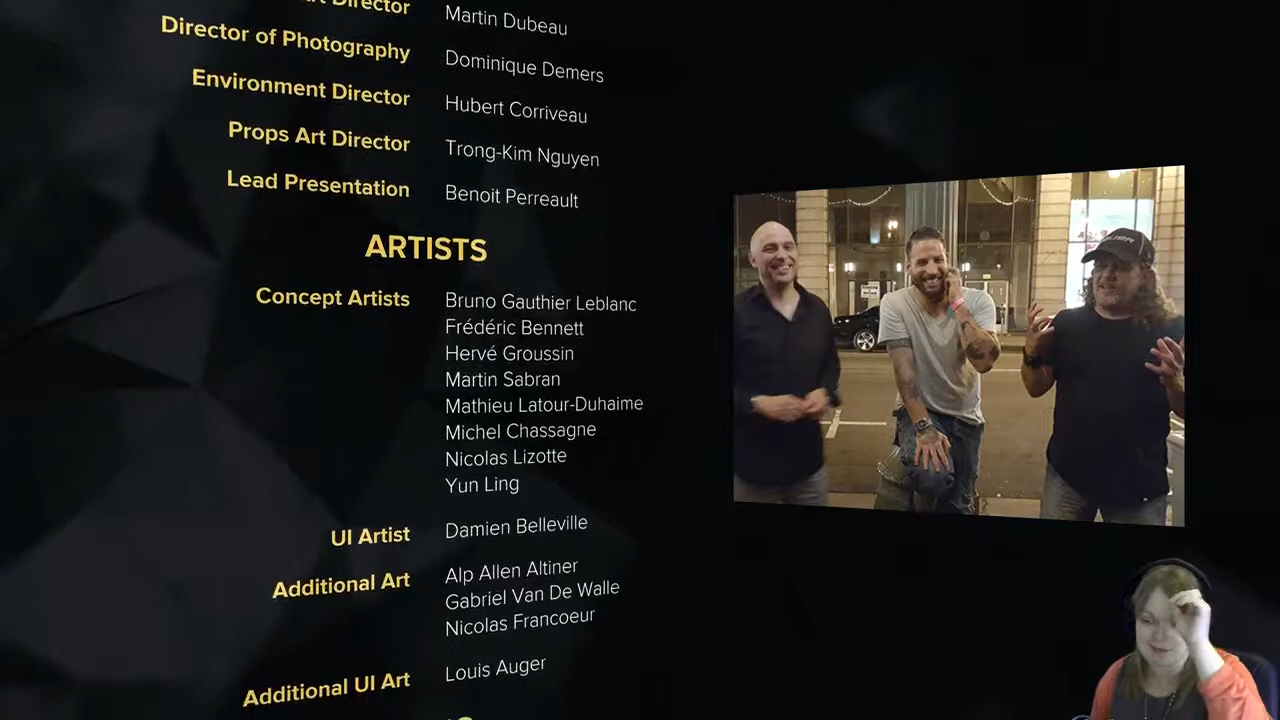 Art Director Martin Dubeau
Director of Photography Dominique Demers
Environment Director Hubert Corriveau
Props Art Director Trong-Kim Nguyen
Lead Presentation Benoit Perreault
ARTISTS
Concept Artists Bruno Gauthier Leblanc
Frédéric Bennett
Hervé Groussin
Martin Sabran
Mathieu Latour-Duhaime
Michel Chassagne
Nicolas Lizotte
Yun Ling
UI Artist Damien Belleville
Additional Art Alp Allen Altiner
Gabriel Van De Walle
Nicolas Francoeur
Additional UI Art Louis Auger